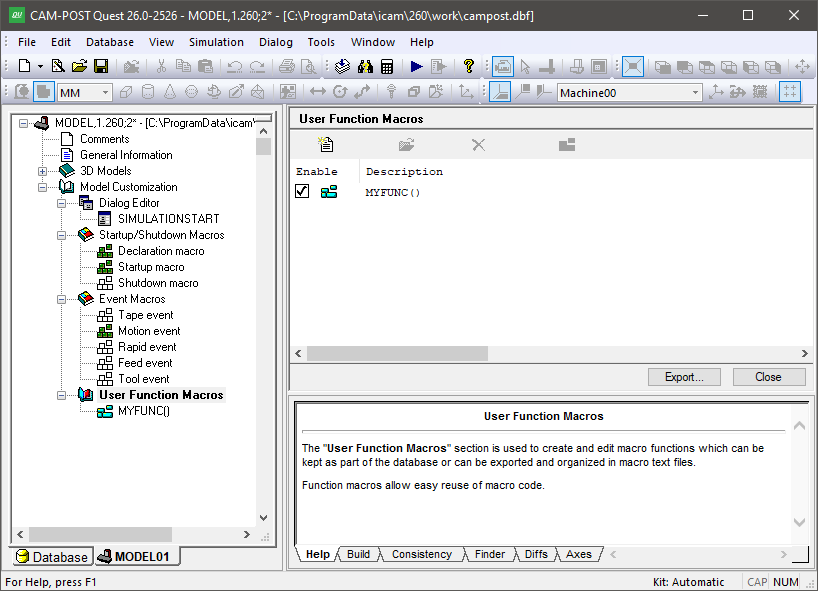 CAM-POST Quest 26.0-2526 - MODEL,1.260;2* - [C:\ProgramData\icam\260\work\campost.dbf]
File Edit Database View Simulation Dialog Tools Window Help
MM Machine00
MODEL,1.260;2* - [C:\ProgramData\icam\
Comments
General Information
3D Models
Model Customization
Dialog Editor
SIMULATIONSTART
Startup/Shutdown Macros
Declaration macro
Startup macro
Shutdown macro
Event Macros
Tape event
Motion event
Rapid event
Feed event
Tool event
User Function Macros
MYFUNC()
Database MODEL01
User Function Macros
Enable Description
MYFUNC()
Export... Close
User Function Macros
The "User Function Macros" section is used to create and edit macro functions which can be
kept as part of the database or can be exported and organized in macro text files.
Function macros allow easy reuse of macro code.
Help Build Consistency Finder Diffs Axes
For Help, press F1 Kit: Automatic CAP NUM